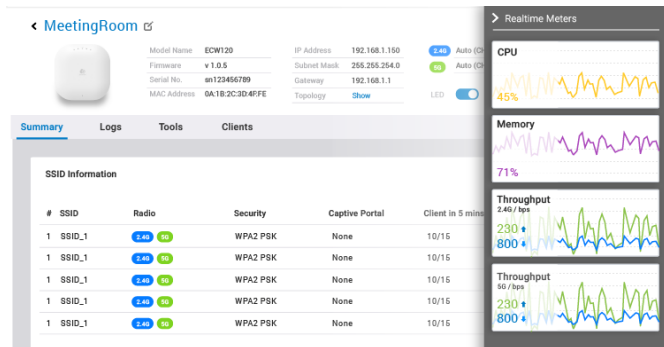 MeetingRoom
Model Name ECW120
Firmware v 1.0.5
Serial No. sn123456789
MAC Address 0A:1B:2C:3D:4F:FE
IP Address 192.168.1.150
Subnet Mask 255.255.254.0
Gateway 192.168.1.1
Topology Show
2.4G Auto (CH
5G Auto (CH
LED
Summary Logs Tools Clients
SSID Information
# SSID Radio Security Captive Portal Client in 5 mins
1 SSID_1 2.4G 5G WPA2 PSK None 10/15
1 SSID_1 2.4G 5G WPA2 PSK None 10/15
1 SSID_1 2.4G 5G WPA2 PSK None 10/15
1 SSID_1 2.4G 5G WPA2 PSK None 10/15
1 SSID_1 2.4G 5G WPA2 PSK None 10/15
Realtime Meters
CPU
45%
Memory
71%
Throughput
2.4G / bps
230
800
Throughput
5G / bps
230
800